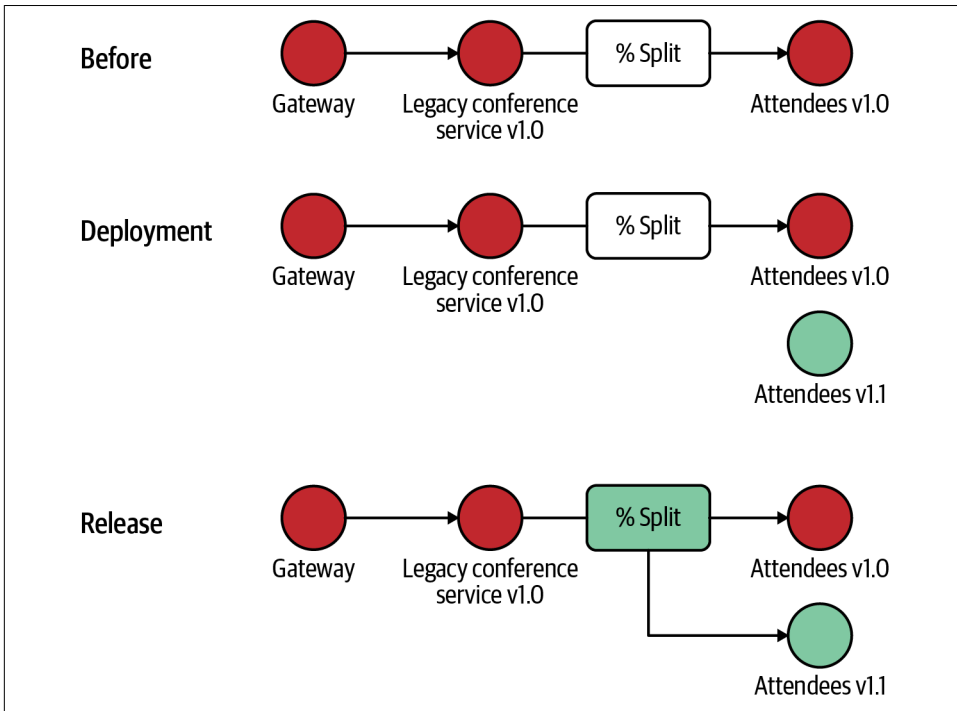 Before
% Split
Gateway
Legacy conference
service v1.0
Attendees v1.0
Deployment
% Split
Gateway
Legacy conference
service v1.0
Attendees v1.0
Attendees v1.1
Release
% Split
Gateway
Legacy conference
service v1.0
Attendees v1.0
Attendees v1.1